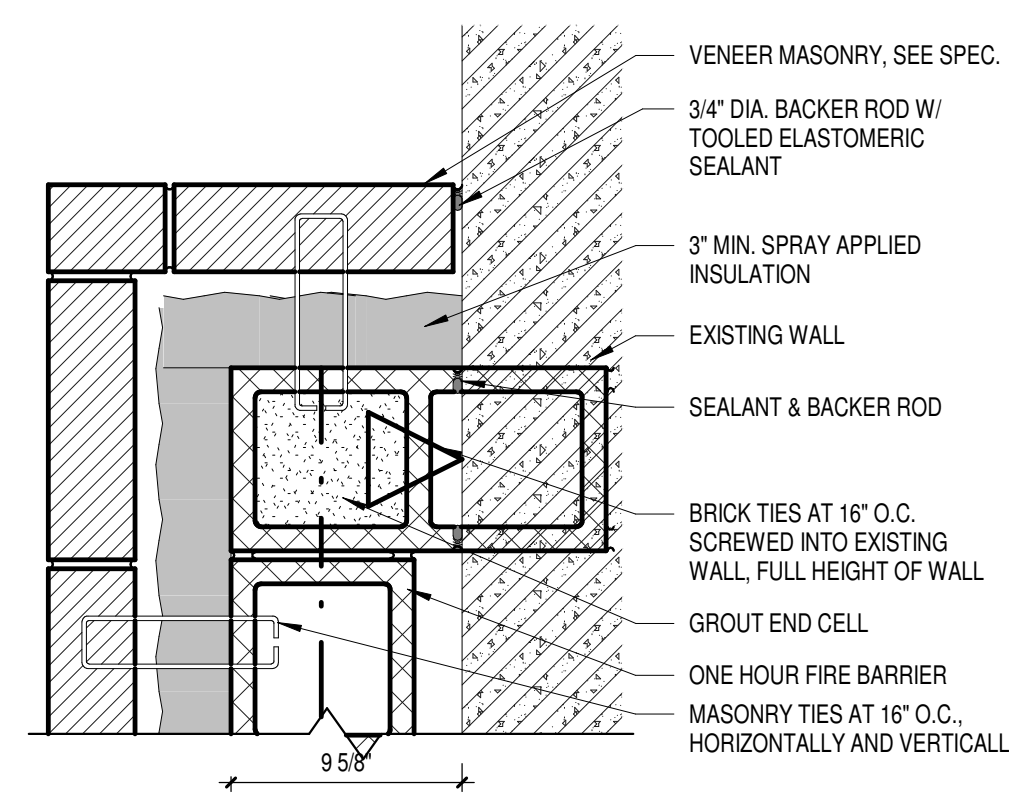 VENEER MASONRY, SEE SPEC.
3/4" DIA. BACKER ROD W/
TOOLED ELASTOMERIC
SEALANT
3" MIN. SPRAY APPLIED
INSULATION
EXISTING WALL
SEALANT & BACKER ROD
BRICK TIES AT 16" O.C.
SCREWED INTO EXISTING
WALL, FULL HEIGHT OF WALL
GROUT END CELL
ONE HOUR FIRE BARRIER
MASONRY TIES AT 16" O.C.,
HORIZONTALLY AND VERTICALL
9 5/8"